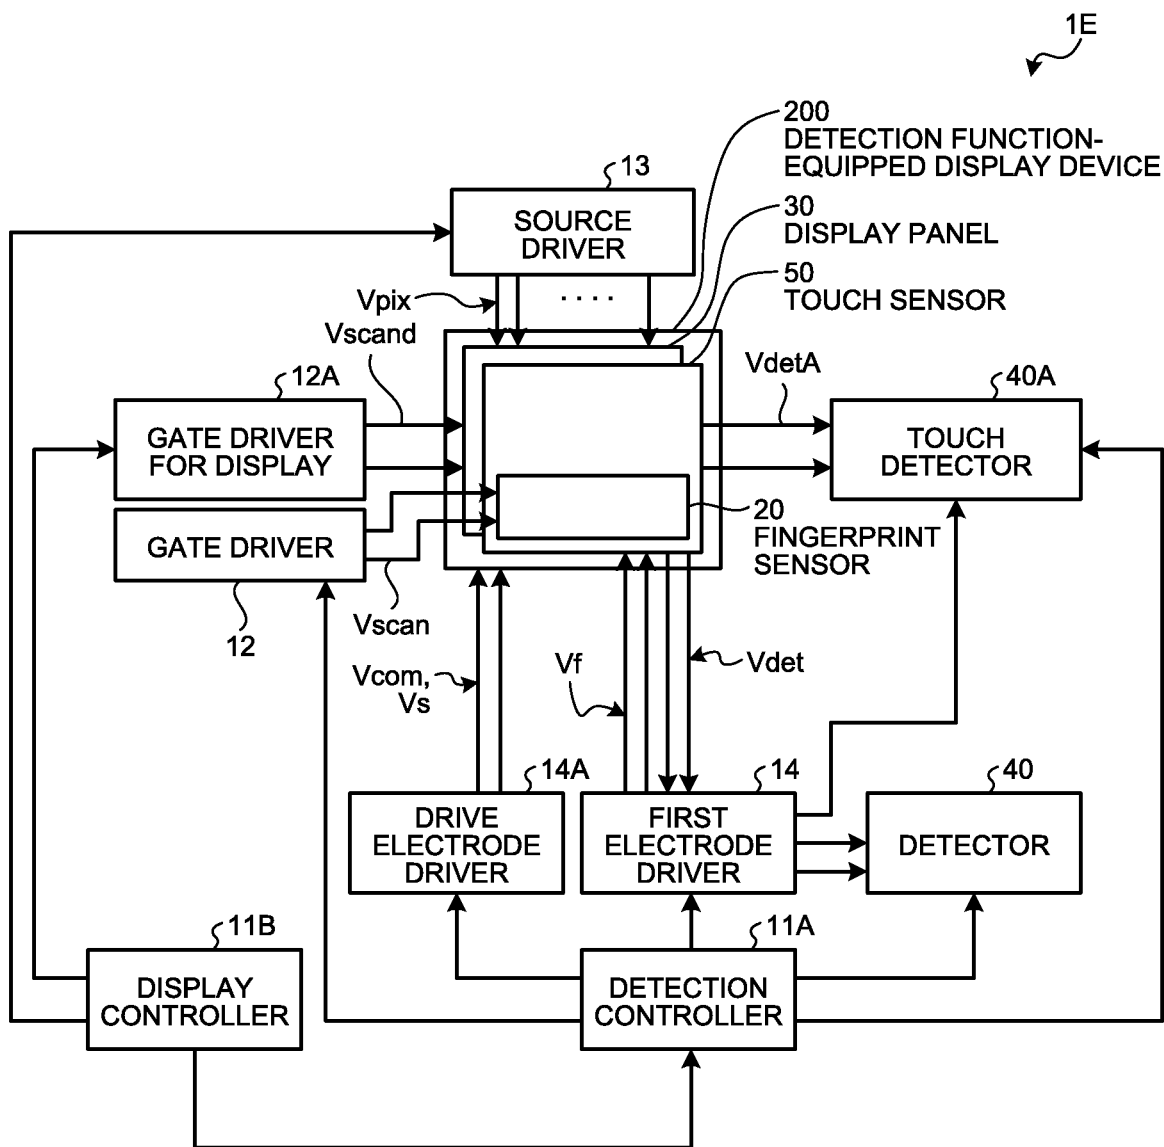 1E
200
DETECTION FUNCTION-
EQUIPPED DISPLAY DEVICE
13
SOURCE
DRIVER
30
DISPLAY PANEL
50
TOUCH SENSOR
Vpix
. . . .
Vscand
VdetA
12A
40A
GATE DRIVER
FOR DISPLAY
TOUCH
DETECTOR
GATE DRIVER
20
FINGERPRINT
SENSOR
12
Vscan
Vcom,
Vs
Vf
Vdet
14A
14
40
DRIVE
ELECTRODE
DRIVER
FIRST
ELECTRODE
DRIVER
DETECTOR
11B
11A
DISPLAY
CONTROLLER
DETECTION
CONTROLLER